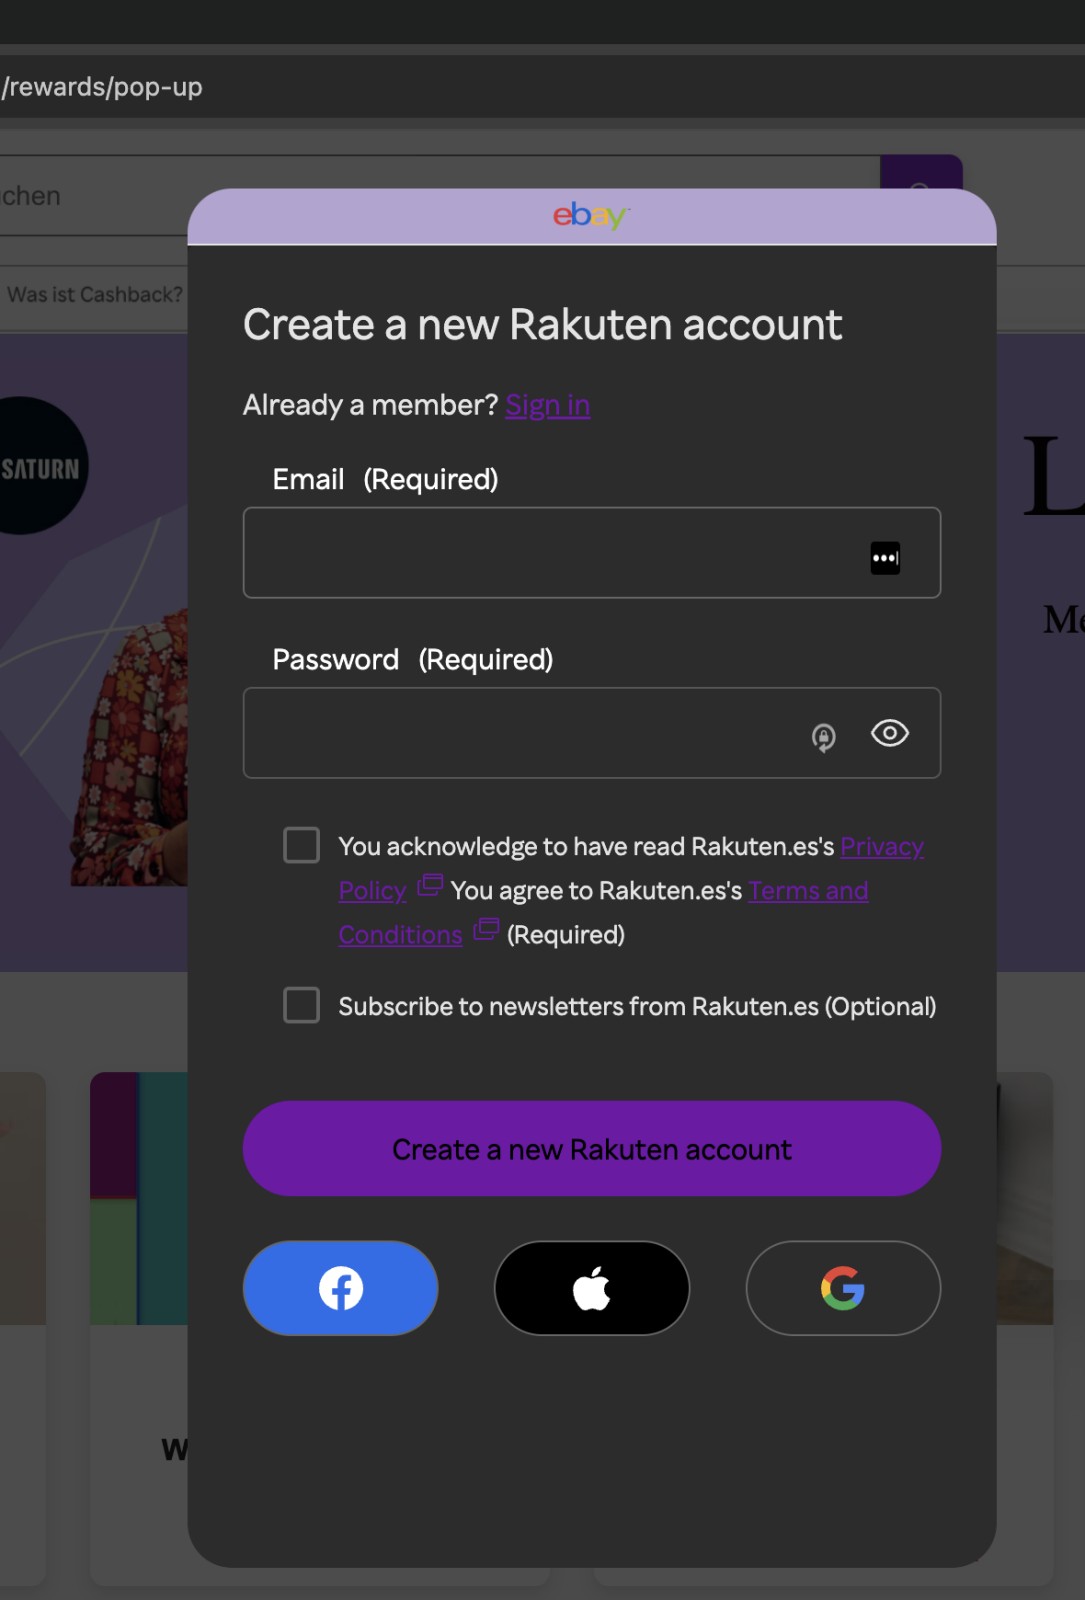 /rewards/pop-up
chen
ebay
Was ist Cashback?
Create a new Rakuten account
Already a member? Sign in
SATURN
L
Email (Required)
Me
Password (Required)
You acknowledge to have read Rakuten.es's Privacy
Policy You agree to Rakuten.es's Terms and
Conditions (Required)
Subscribe to newsletters from Rakuten.es (Optional)
Create a new Rakuten account
W